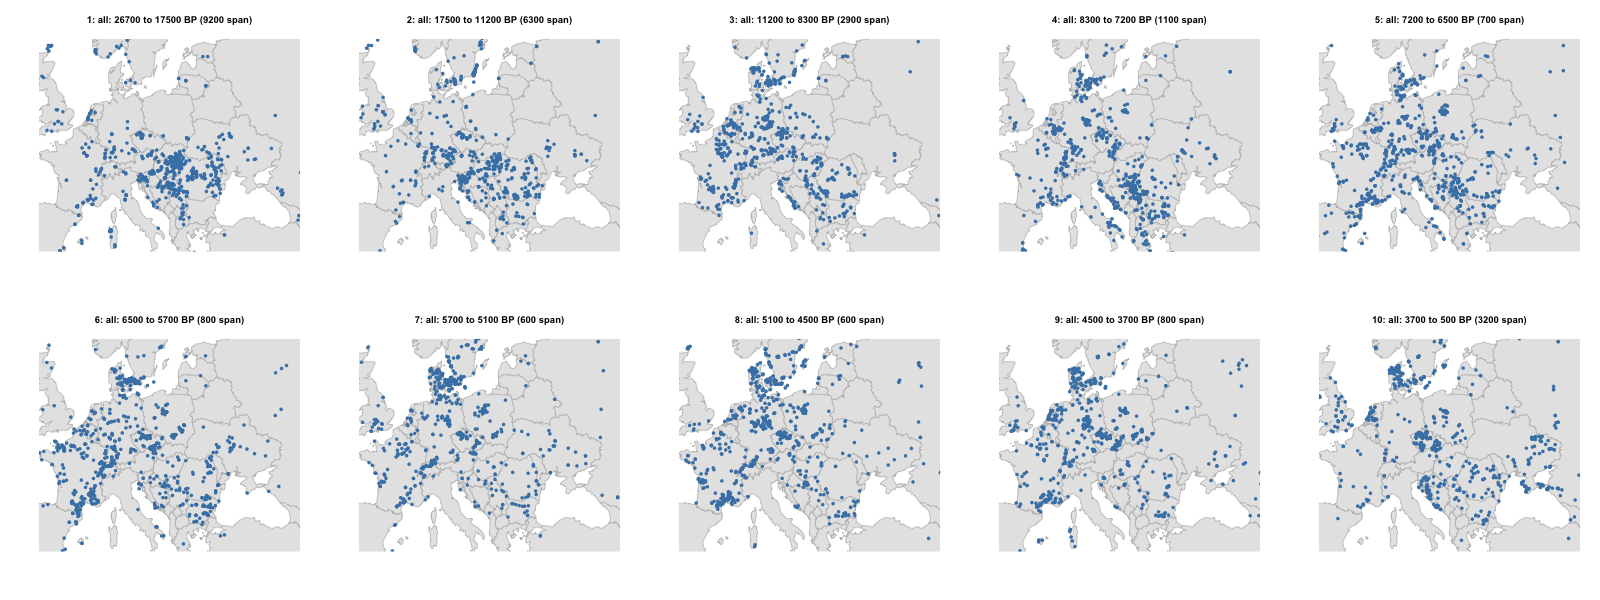 1: all: 26700 to 17500 BP (9200 span)
2: all: 17500 to 11200 BP (6300 span)
3: all: 11200 to 8300 BP (2900 span)
4: all: 8300 to 7200 BP (1100 span)
5: all: 7200 to 6500 BP (700 span)
6: all: 6500 to 5700 BP (800 span)
7: all: 5700 to 5100 BP (600 span)
8: all: 5100 to 4500 BP (600 span)
9: all: 4500 to 3700 BP (800 span)
10: all: 3700 to 500 BP (3200 span)